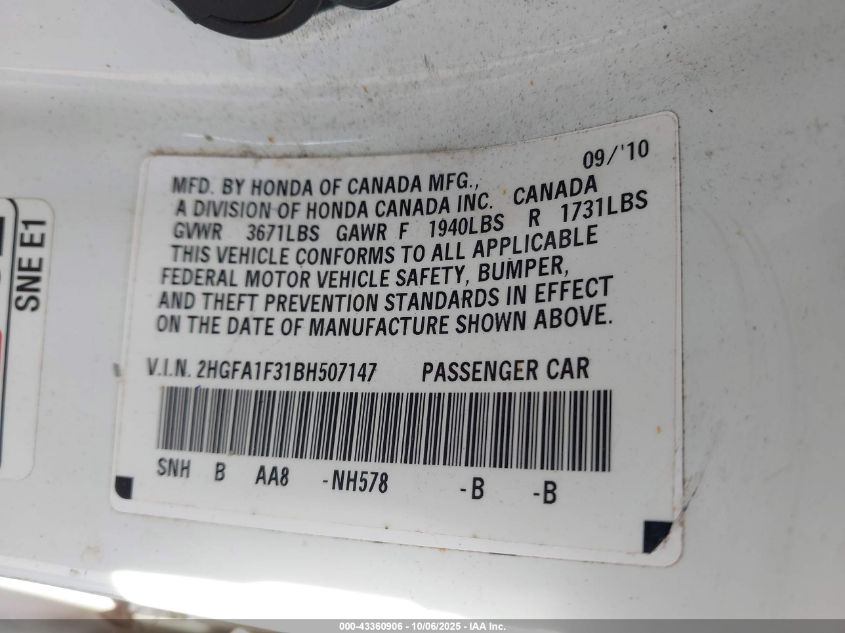 09/'10
MFD. BY HONDA OF CANADA MFG.,
A DIVISION OF HONDA CANADA INC. CANADA
GVWR 3671LBS GAWR F 1940LBS R 1731LBS
THIS VEHICLE CONFORMS TO ALL APPLICABLE
FEDERAL MOTOR VEHICLE SAFETY, BUMPER,
AND THEFT PREVENTION STANDARDS IN EFFECT
ON THE DATE OF MANUFACTURE SHOWN ABOVE.
V.I.N. 2HGFA1F31BH507147 PASSENGER CAR
SNH B AA8 -NH578 -B -B
SNE E1
000-43360906 - 10/06/2025 - IAA Inc.